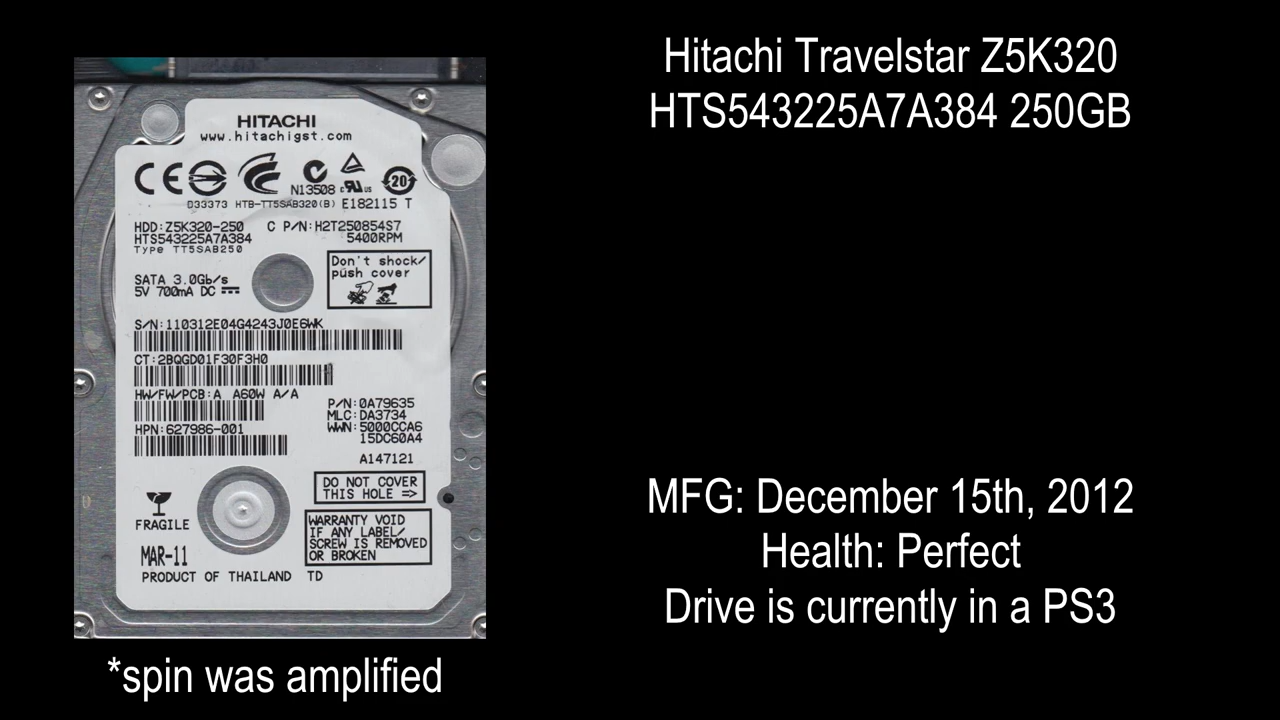 Hitachi Travelstar Z5K320
HTS543225A7A384 250GB
HITACHI
www.hitachigst.com
CE
N13508 c RU us
20
D33373 HTB-TT5SAB320(B) E182115 T
HDD:Z5K320-250 C P/N:H2T250854S7
HTS543225A7A384 5400RPM
Type TT5SAB250
Don't shock/
push cover
SATA 3.0Gb/s
5V 700mA DC
S/N:110312E04G4243J0E6WK
CT:2BQGD01F30F3H0
HW/FW/PCB:A A60W A/A
P/N:0A79635
MLC:DA3734
WWN:5000CCA6
15DC60A4
HPN:627986-001
A147121
DO NOT COVER
THIS HOLE =>
FRAGILE
WARRANTY VOID
IF ANY LABEL/
SCREW IS REMOVED
OR BROKEN
MAR-11
PRODUCT OF THAILAND TD
MFG: December 15th, 2012
Health: Perfect
Drive is currently in a PS3
*spin was amplified